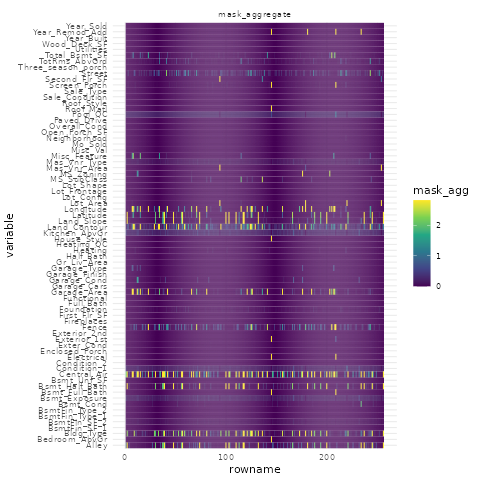 mask_aggregate
Year_Sold
Year_Remod_Add
Year_Built
Wood_Deck_SF
Utilities
Total_Bsmt_SF
TotRms_AbvGrd
Three_season_porch
Street
Second_Flr_SF
Screen_Porch
Sale_Type
Sale_Condition
Roof_Style
Roof_Matl
Pool_QC
Paved_Drive
Overall_Cond
Open_Porch_SF
Neighborhood
Mo_Sold
Misc_Val
Misc_Feature
Mas_Vnr_Type
Mas_Vnr_Area
MS_Zoning
MS_SubClass
Lot_Shape
Lot_Frontage
Lot_Config
Lot_Area
Longitude
Latitude
Land_Slope
Land_Contour
Kitchen_AbvGr
House_Style
Heating_QC
Heating
Half_Bath
Gr_Liv_Area
Garage_Type
Garage_Finish
Garage_Cond
Garage_Cars
Garage_Area
Functional
Full_Bath
Foundation
First_Flr_SF
Fireplaces
Fence
Exterior_2nd
Exterior_1st
Exter_Cond
Enclosed_Porch
Electrical
Condition_2
Condition_1
Central_Air
Bsmt_Unf_SF
Bsmt_Half_Bath
Bsmt_Full_Bath
Bsmt_Exposure
Bsmt_Cond
BsmtFin_Type_2
BsmtFin_Type_1
BsmtFin_SF_2
BsmtFin_SF_1
Bldg_Type
Bedroom_AbvGr
Alley
variable
0 100 200
rowname
mask_agg
2
1
0